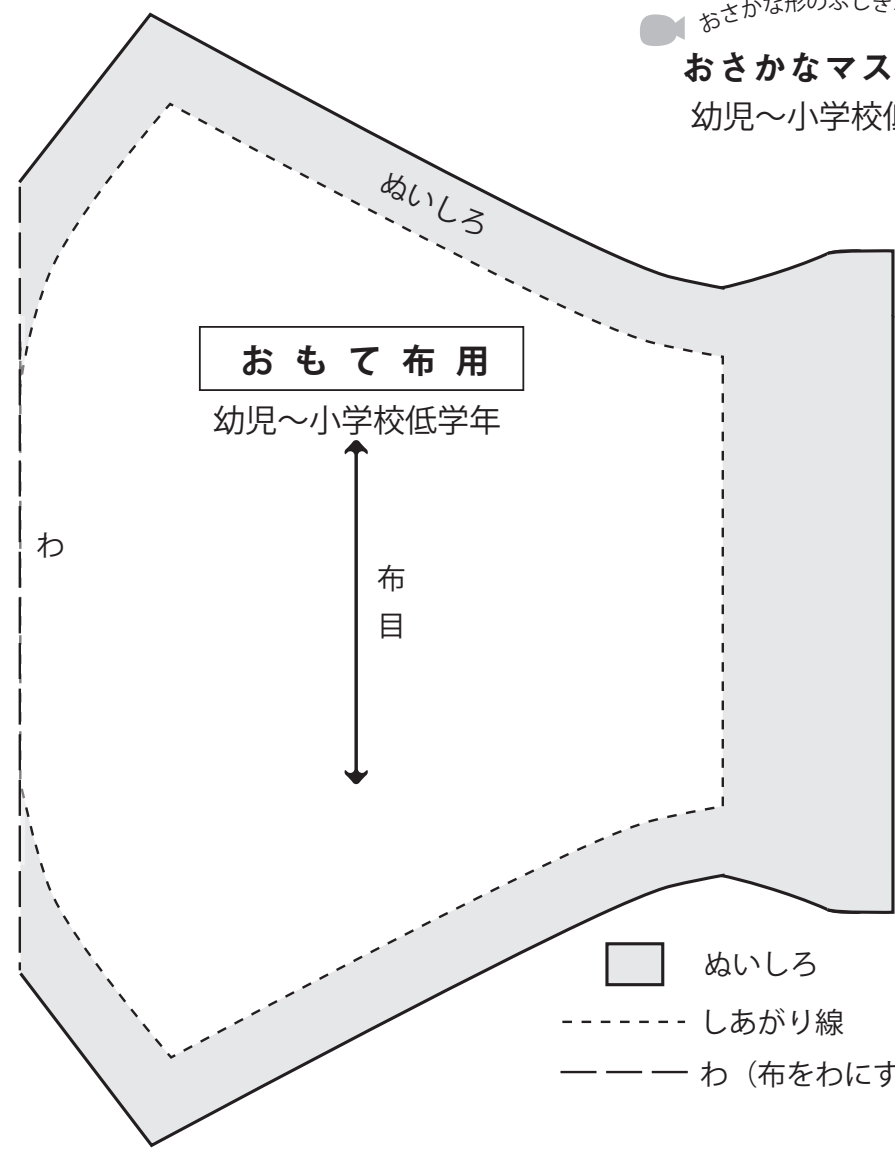 おさかな形のふしぎ
おさかなマス
幼児～小学校
ぬいしろ
おもて布用
幼児～小学校低学年
わ
布目
ぬいしろ
しあがり線
わ（布をわにす